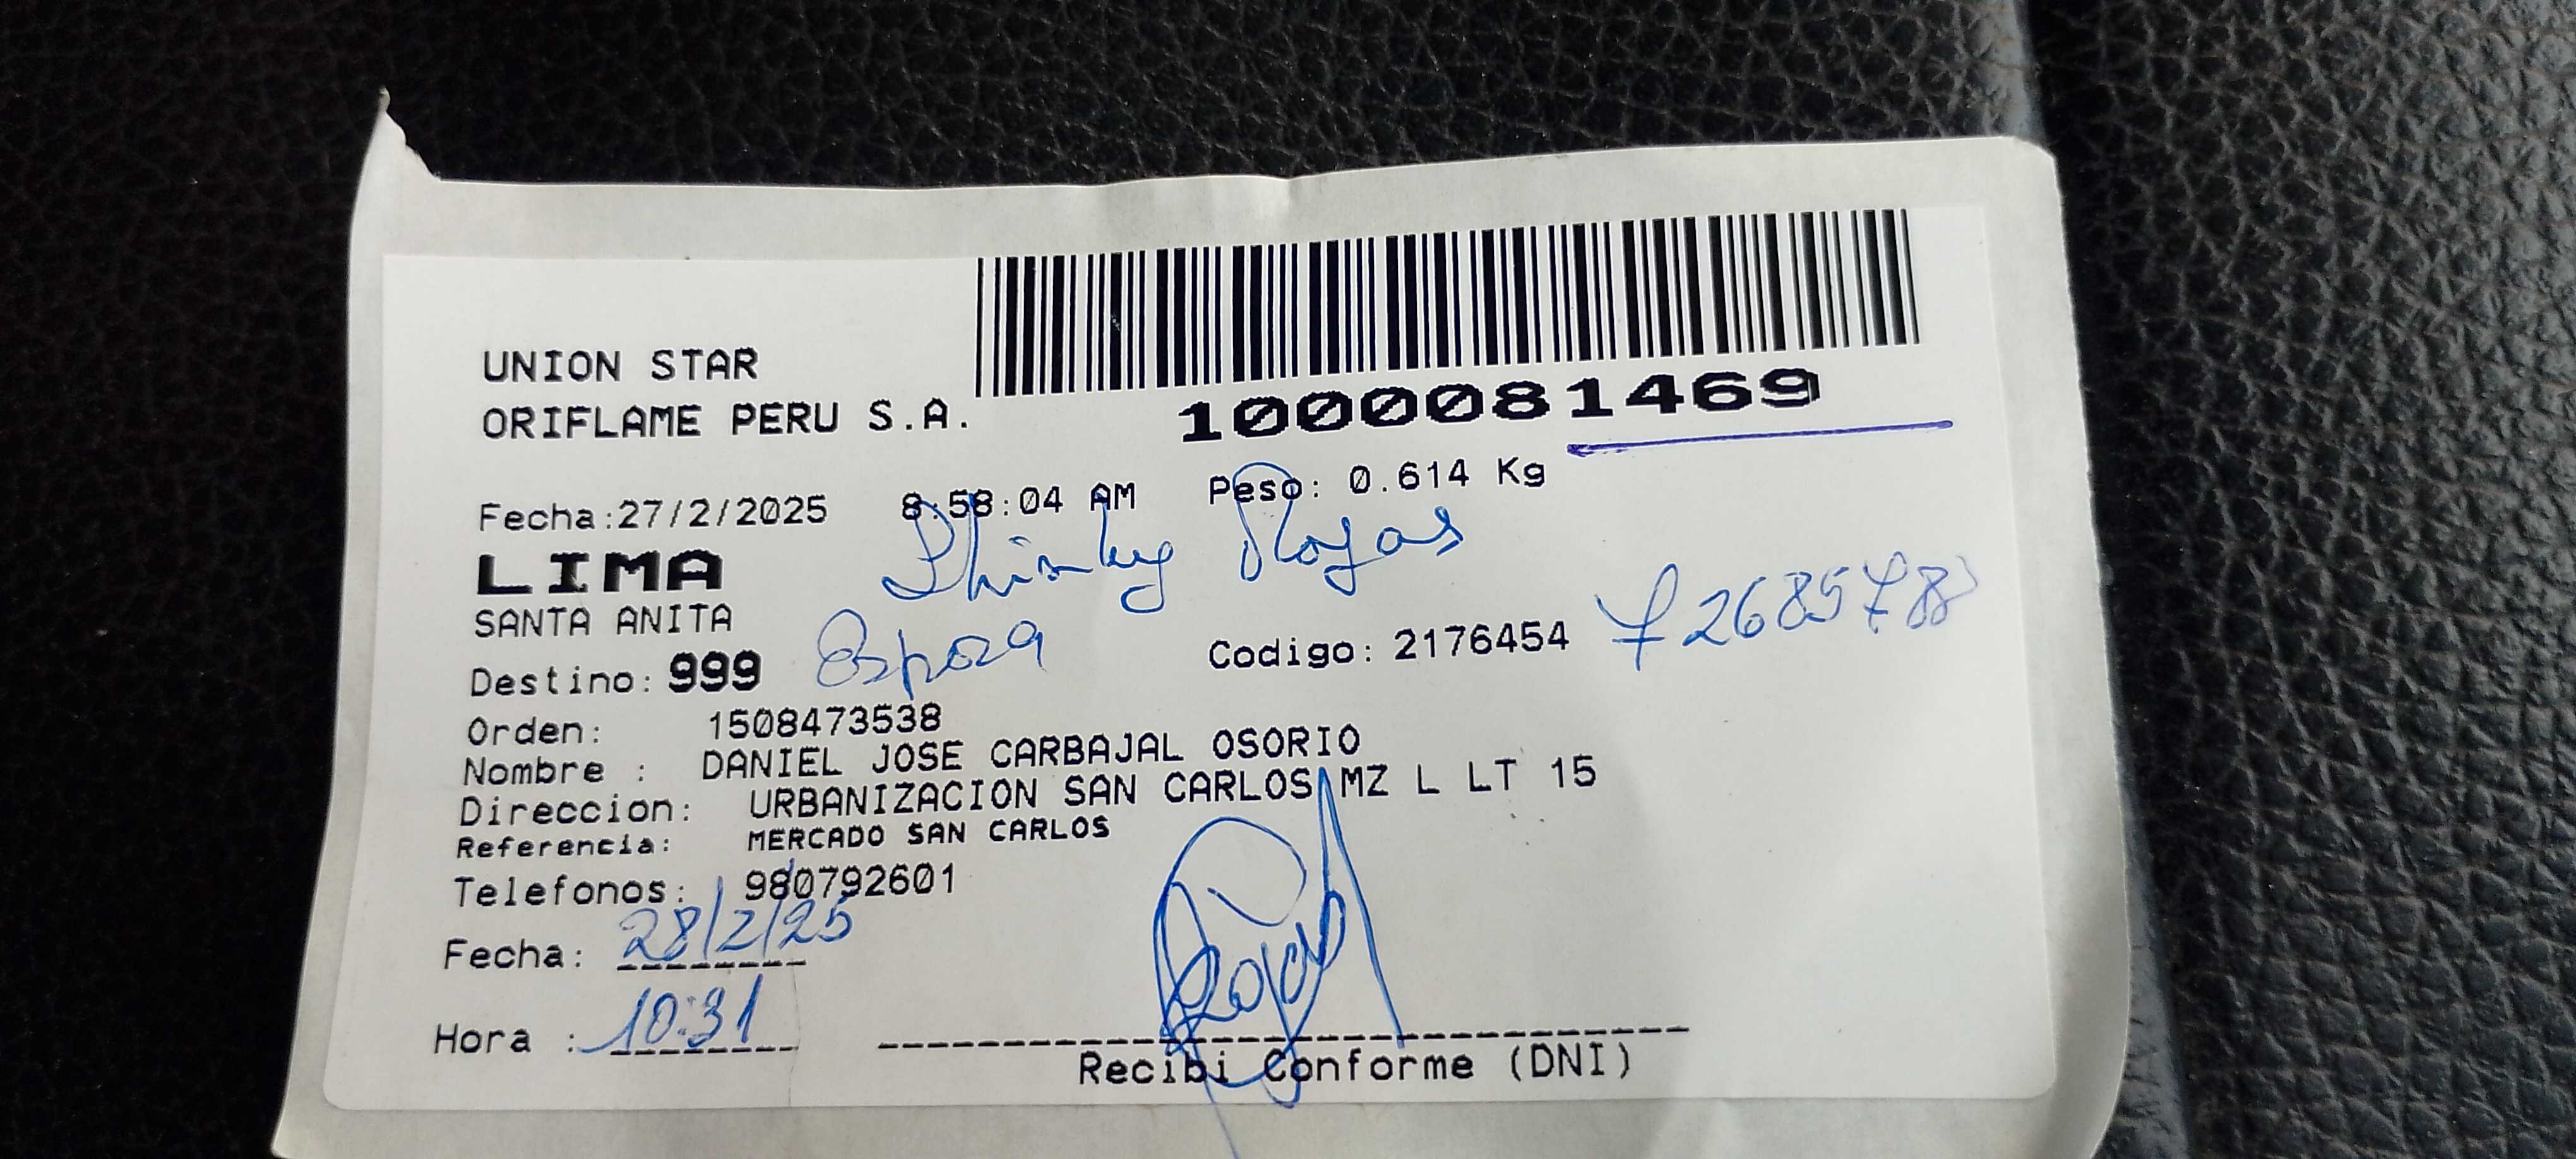 UNION STAR
ORIFLAME PERU S.A.
1000081469
Fecha:27/2/2025 8:58:04 AM Peso: 0.614 Kg
LIMA
Rojas
SANTA ANITA
Destino: 999 Esposa Codigo: 2176454
Orden: 1508473538
Nombre : DANIEL JOSE CARBAJAL OSORIO
Direccion: URBANIZACION SAN CARLOS MZ L LT 15
Referencia: MERCADO SAN CARLOS
Telefonos: 980792601
Fecha: 28/2/25
Hora : 10:31
Recibi Conforme (DNI)